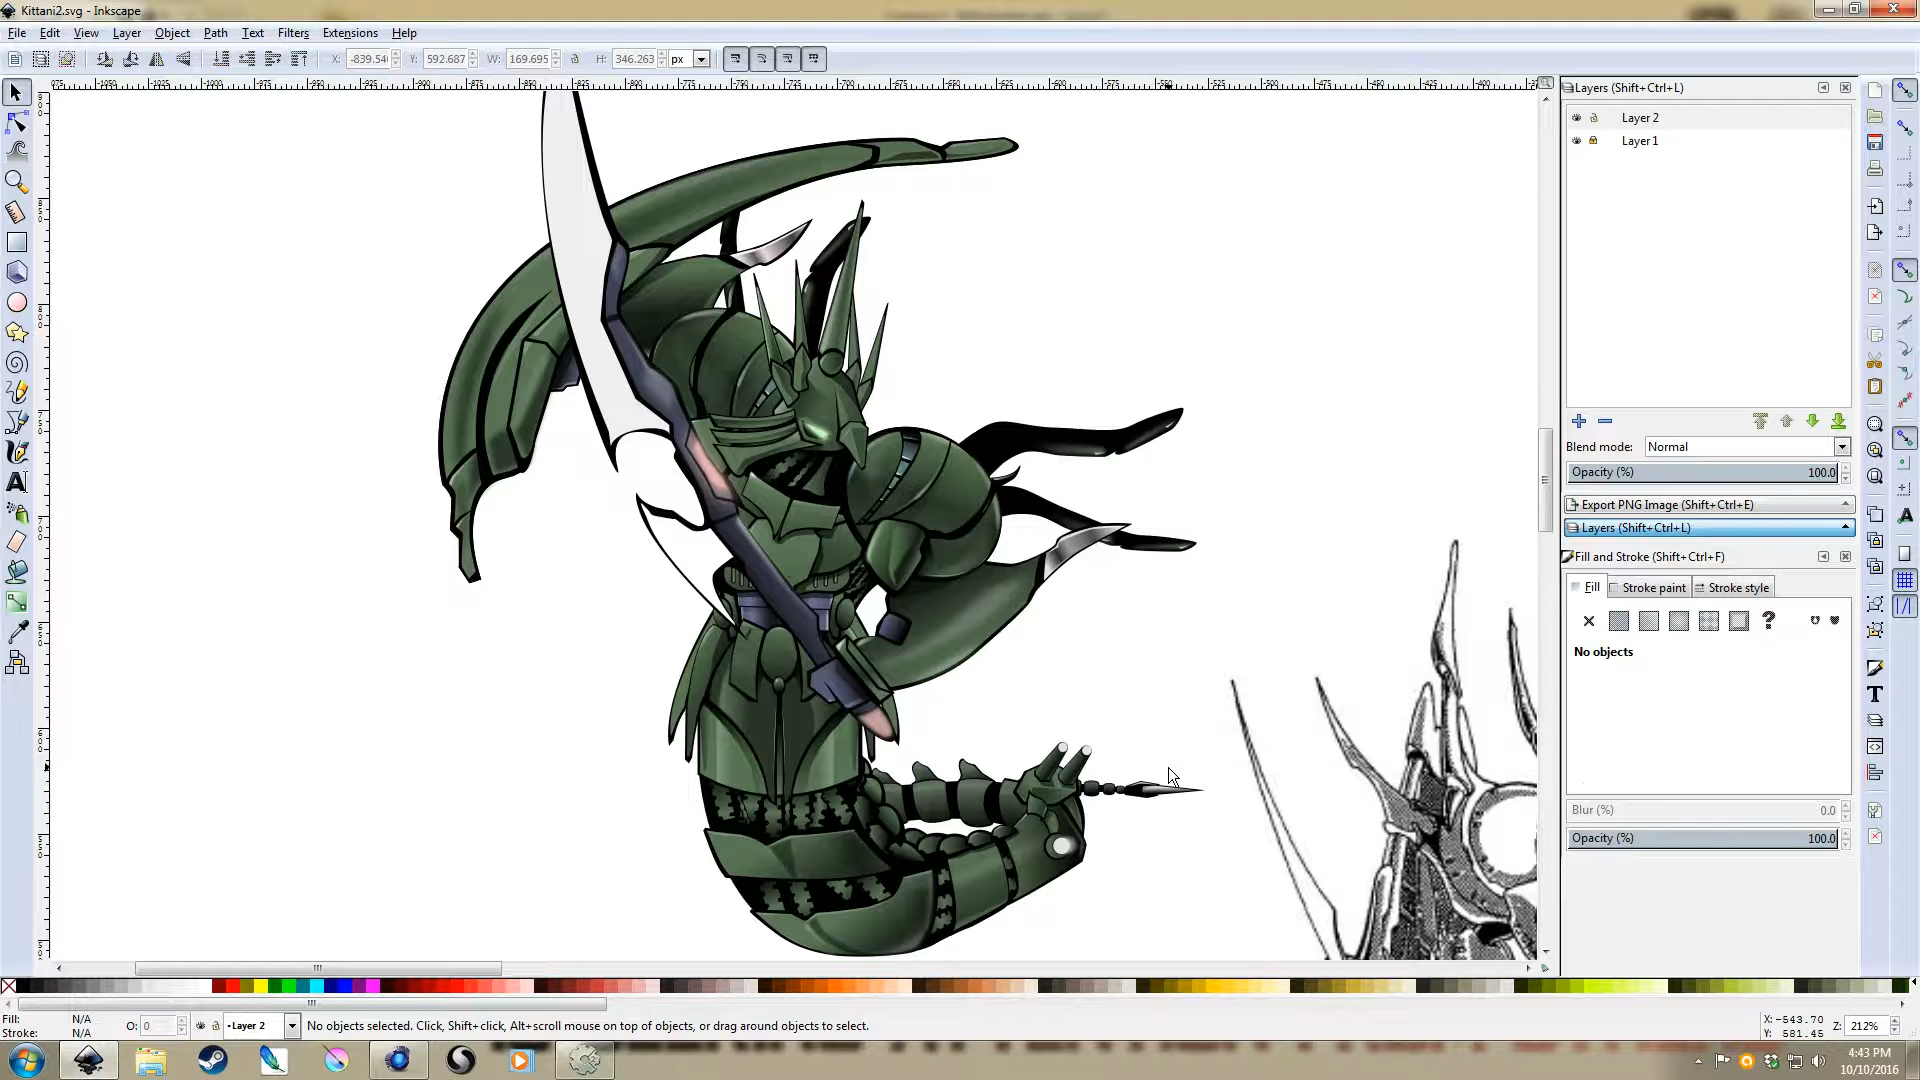 Kittani2.svg - Inkscape
File Edit View Layer Object Path Text Filters Extensions Help
X: -839.54 Y: 592.687 W: 169.695 H: 346.263 px
Layers (Shift+Ctrl+L)
Layer 2
Layer 1
Blend mode: Normal
Opacity (%) 100.0
Export PNG Image (Shift+Ctrl+E)
Layers (Shift+Ctrl+L)
Fill and Stroke (Shift+Ctrl+F)
Fill Stroke paint Stroke style
No objects
Blur (%) 0.0
Opacity (%) 100.0
Fill: N/A
Stroke: N/A
O: 0
Layer 2
No objects selected. Click, Shift+click, Alt+scroll mouse on top of objects, or drag around objects to select.
X: -543.70
Y: 581.45
Z: 212%
4:43 PM
10/10/2016